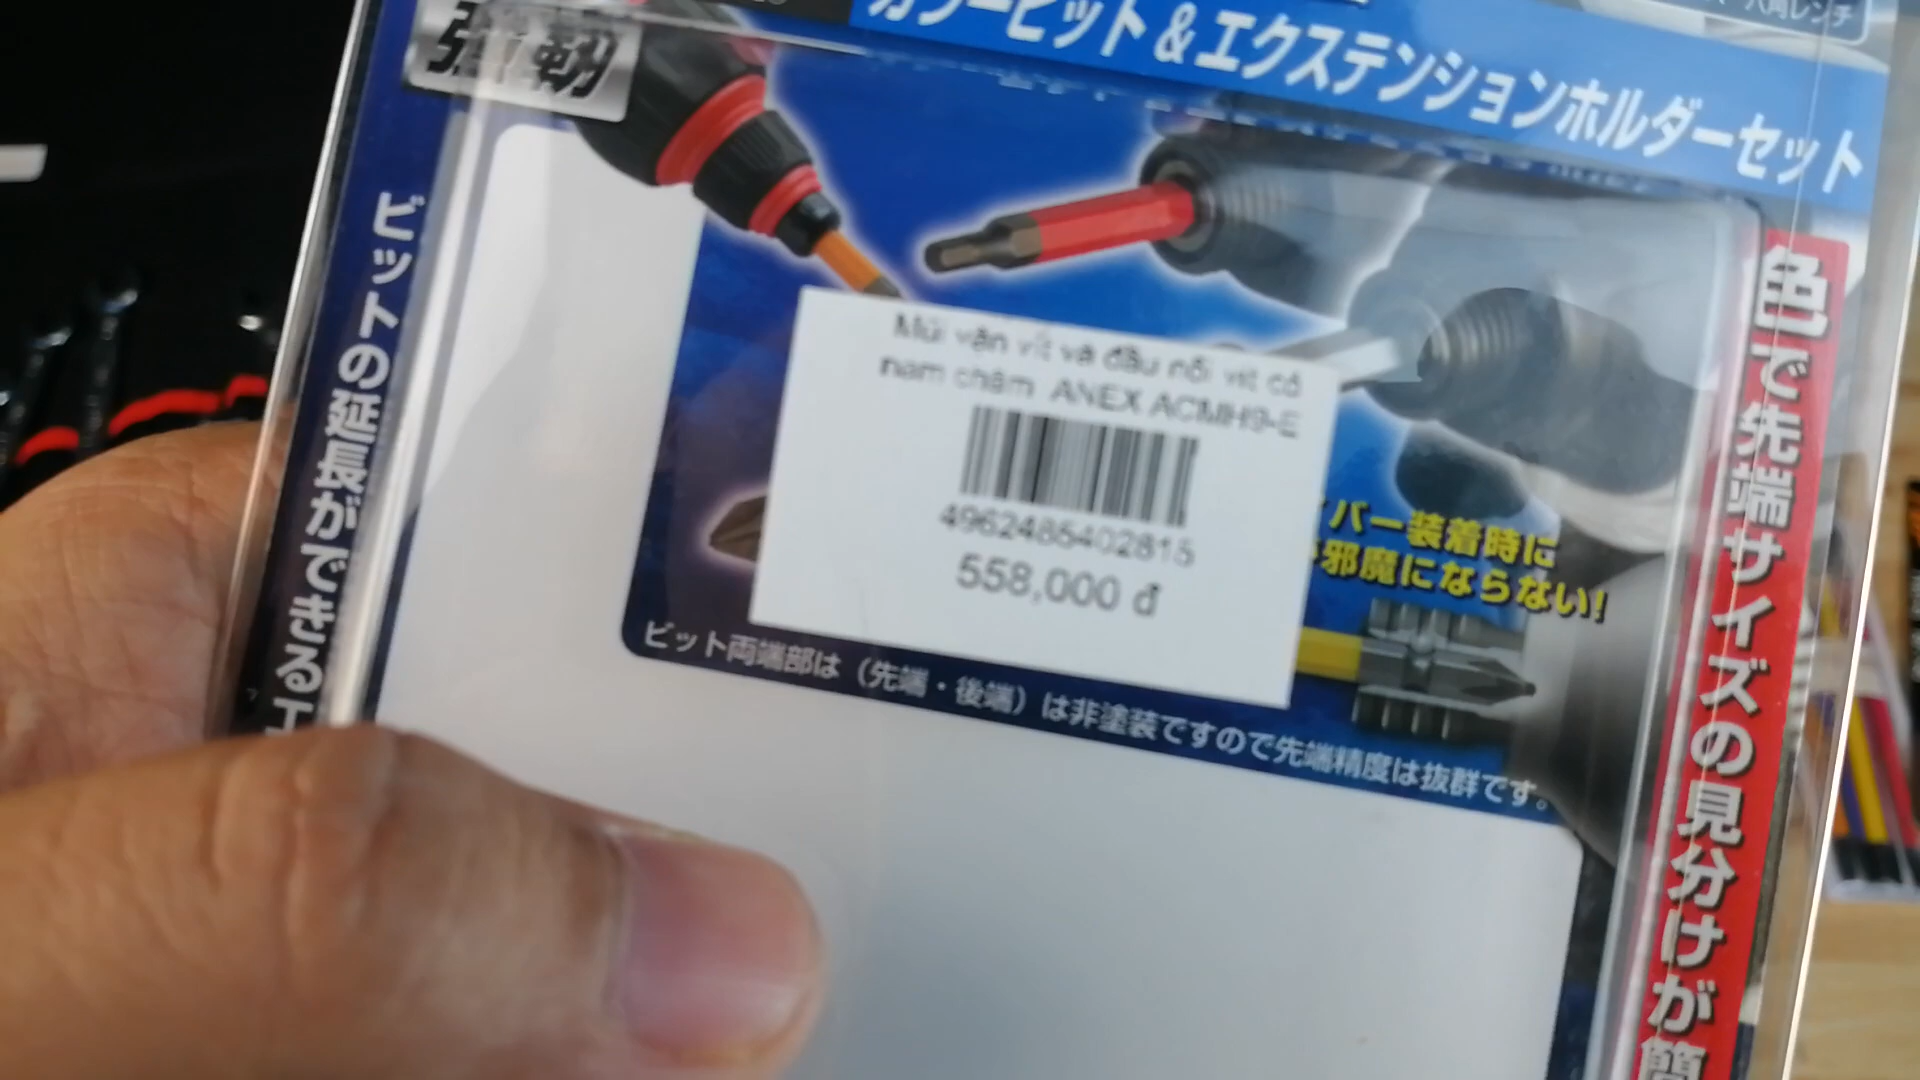 強靭
カラービット&エクステンションホルダーセット
ビットの延長ができるエ
Mũi vặn vít và đầu nối vít có
nam châm ANEX ACMH9-E
4962485402815
558,000 đ
バー装着時に
邪魔にならない!
ビット両端部は(先端・後端)は非塗装ですので先端精度は抜群です。
色で先端サイズの見分けが簡
八角レンチ